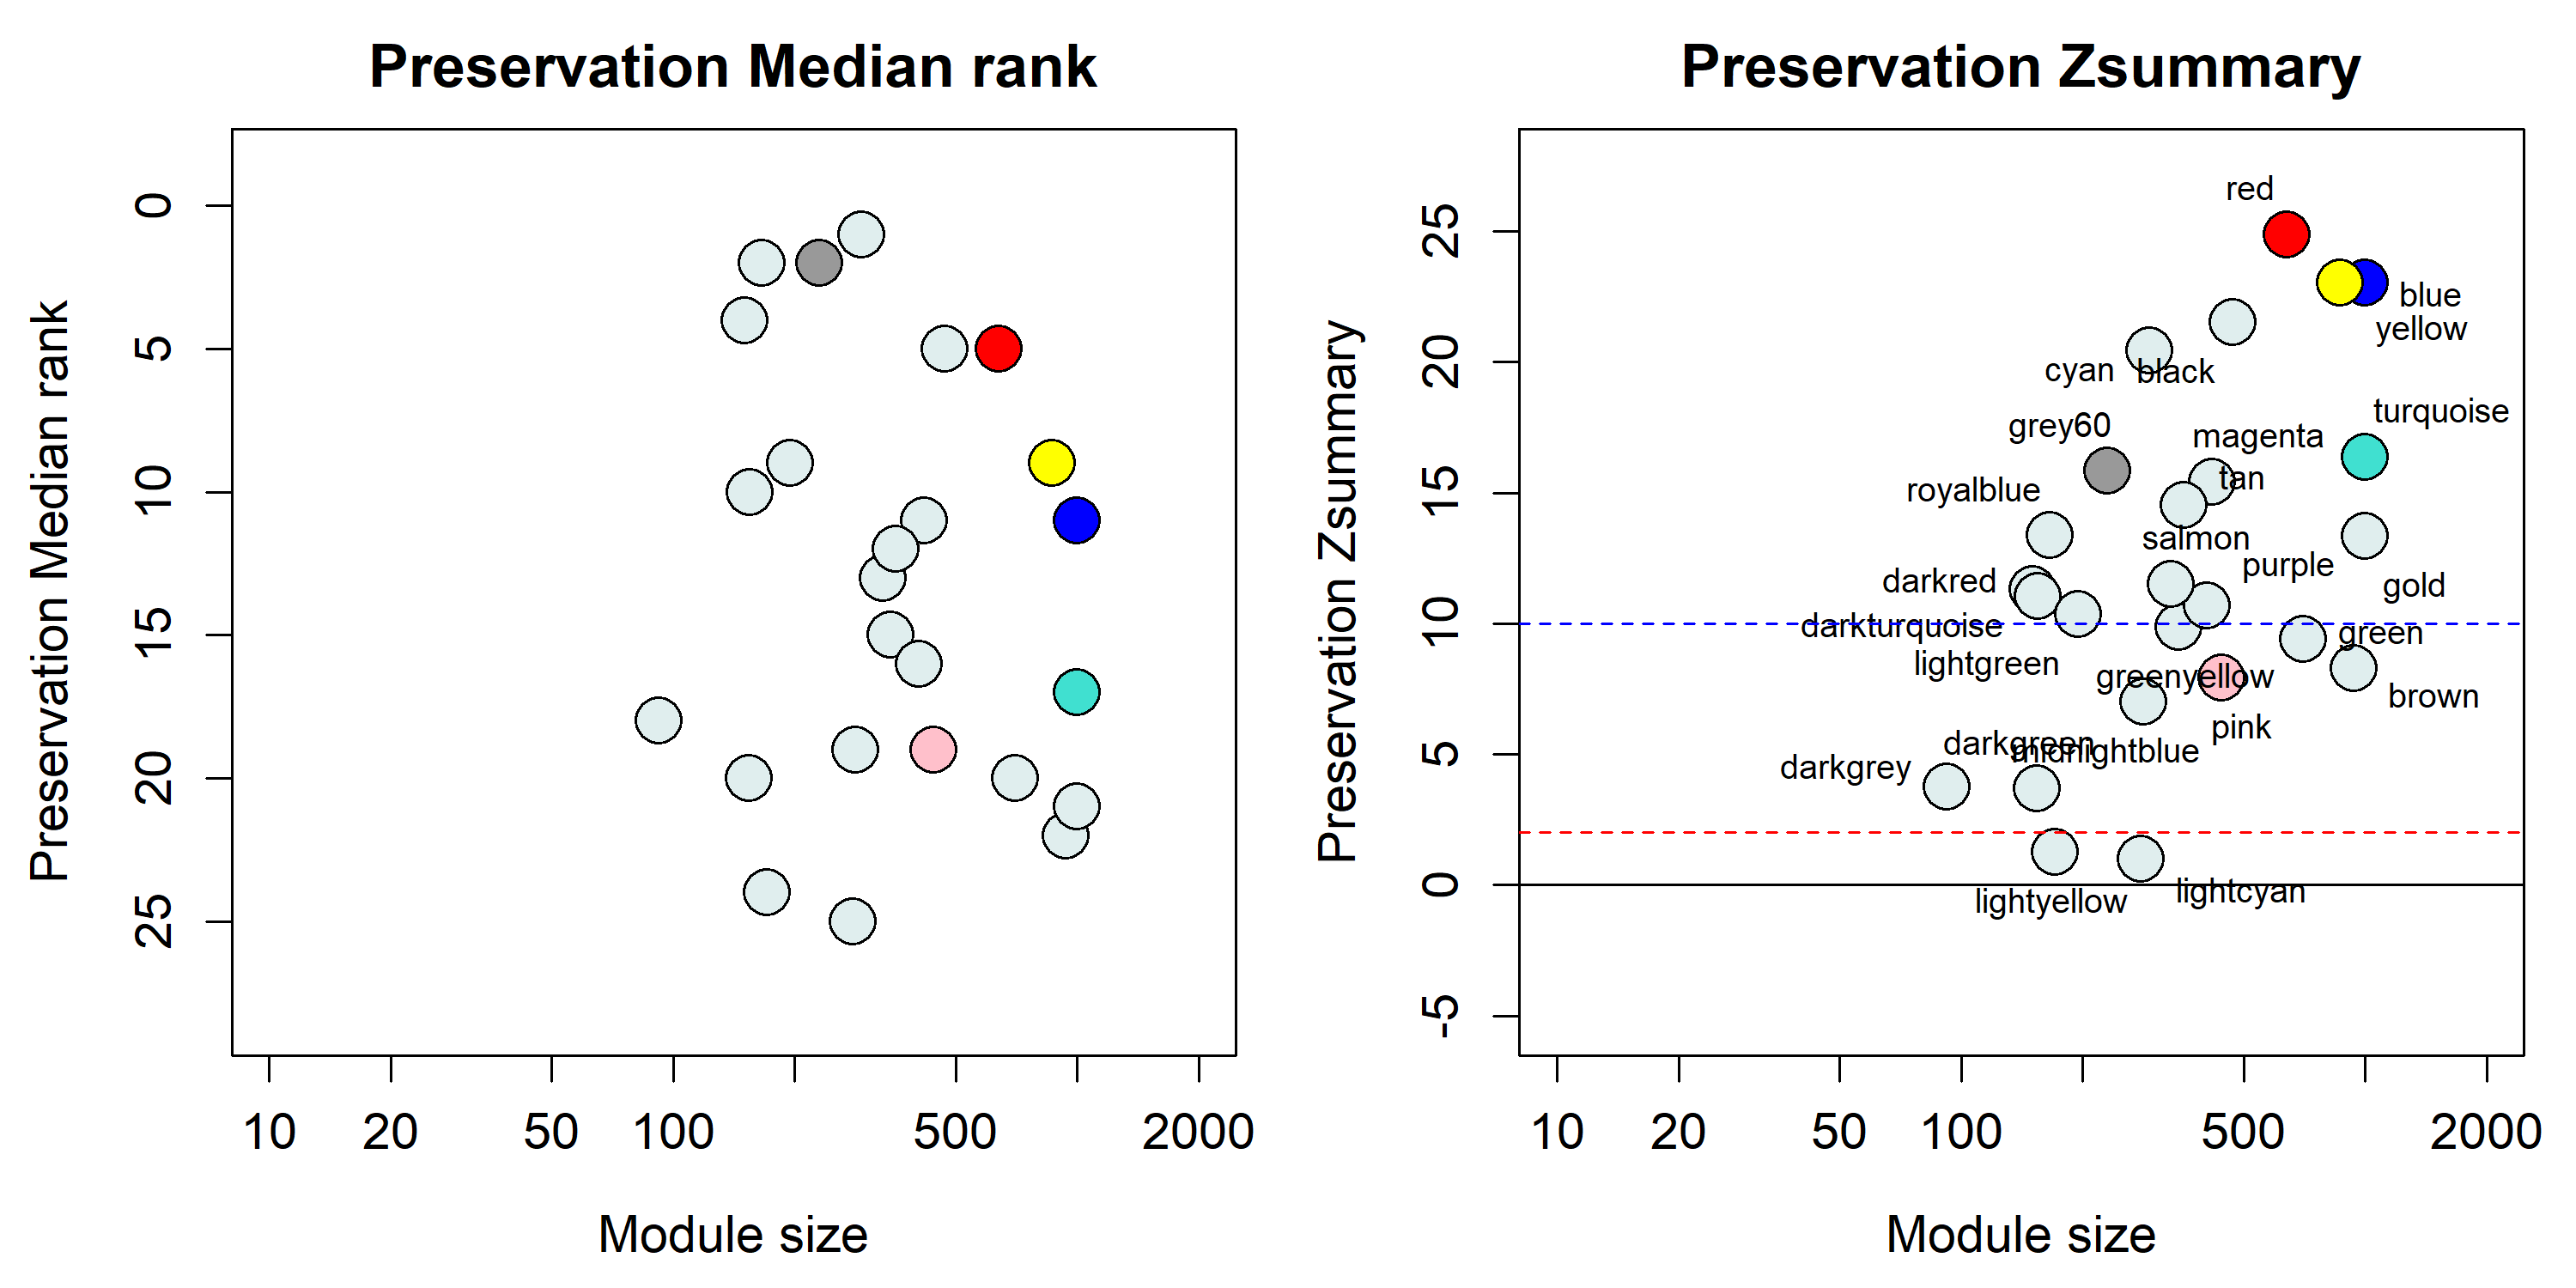 Preservation Median rank
Preservation Median rank
0
5
10
15
20
25
10 20 50 100 500 2000
Module size
Preservation Zsummary
Preservation Zsummary
25
20
15
10
5
0
-5
red
blue
yellow
cyan
black
turquoise
grey60
magenta
tan
royalblue
salmon
purple
gold
darkred
darkturquoise
green
lightgreen
greenyellow
brown
pink
darkgreen
midnightblue
darkgrey
lightyellow
lightcyan
10 20 50 100 500 2000
Module size